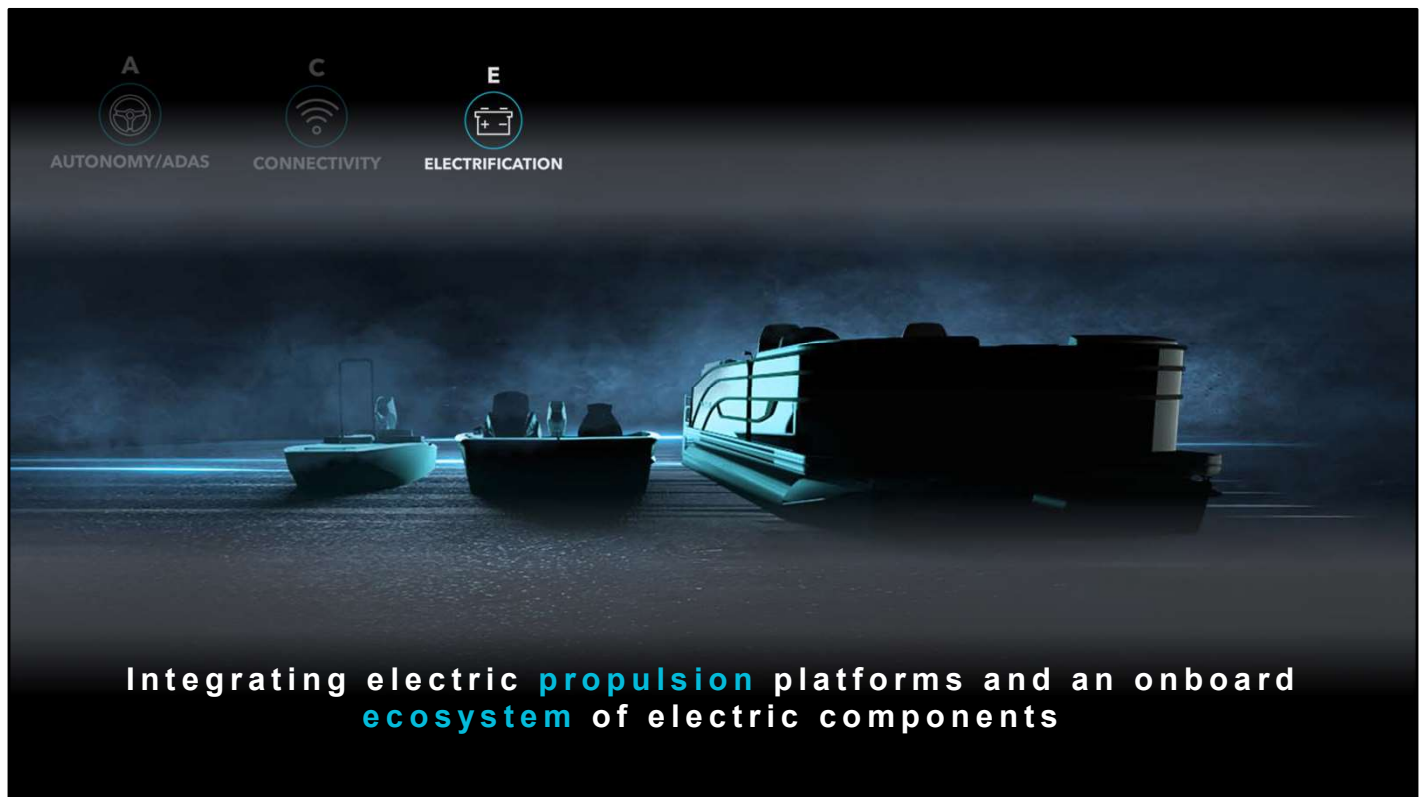 A
AUTONOMY/ADAS
C
CONNECTIVITY
E
+ -
ELECTRIFICATION
Integrating electric propulsion platforms and an onboard
ecosystem of electric components